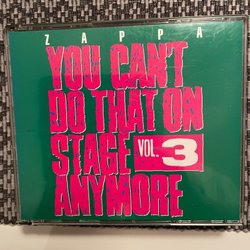 ZAPPA
YOU CAN'T
DO THAT ON
STAGE VOL. 3
ANYMORE